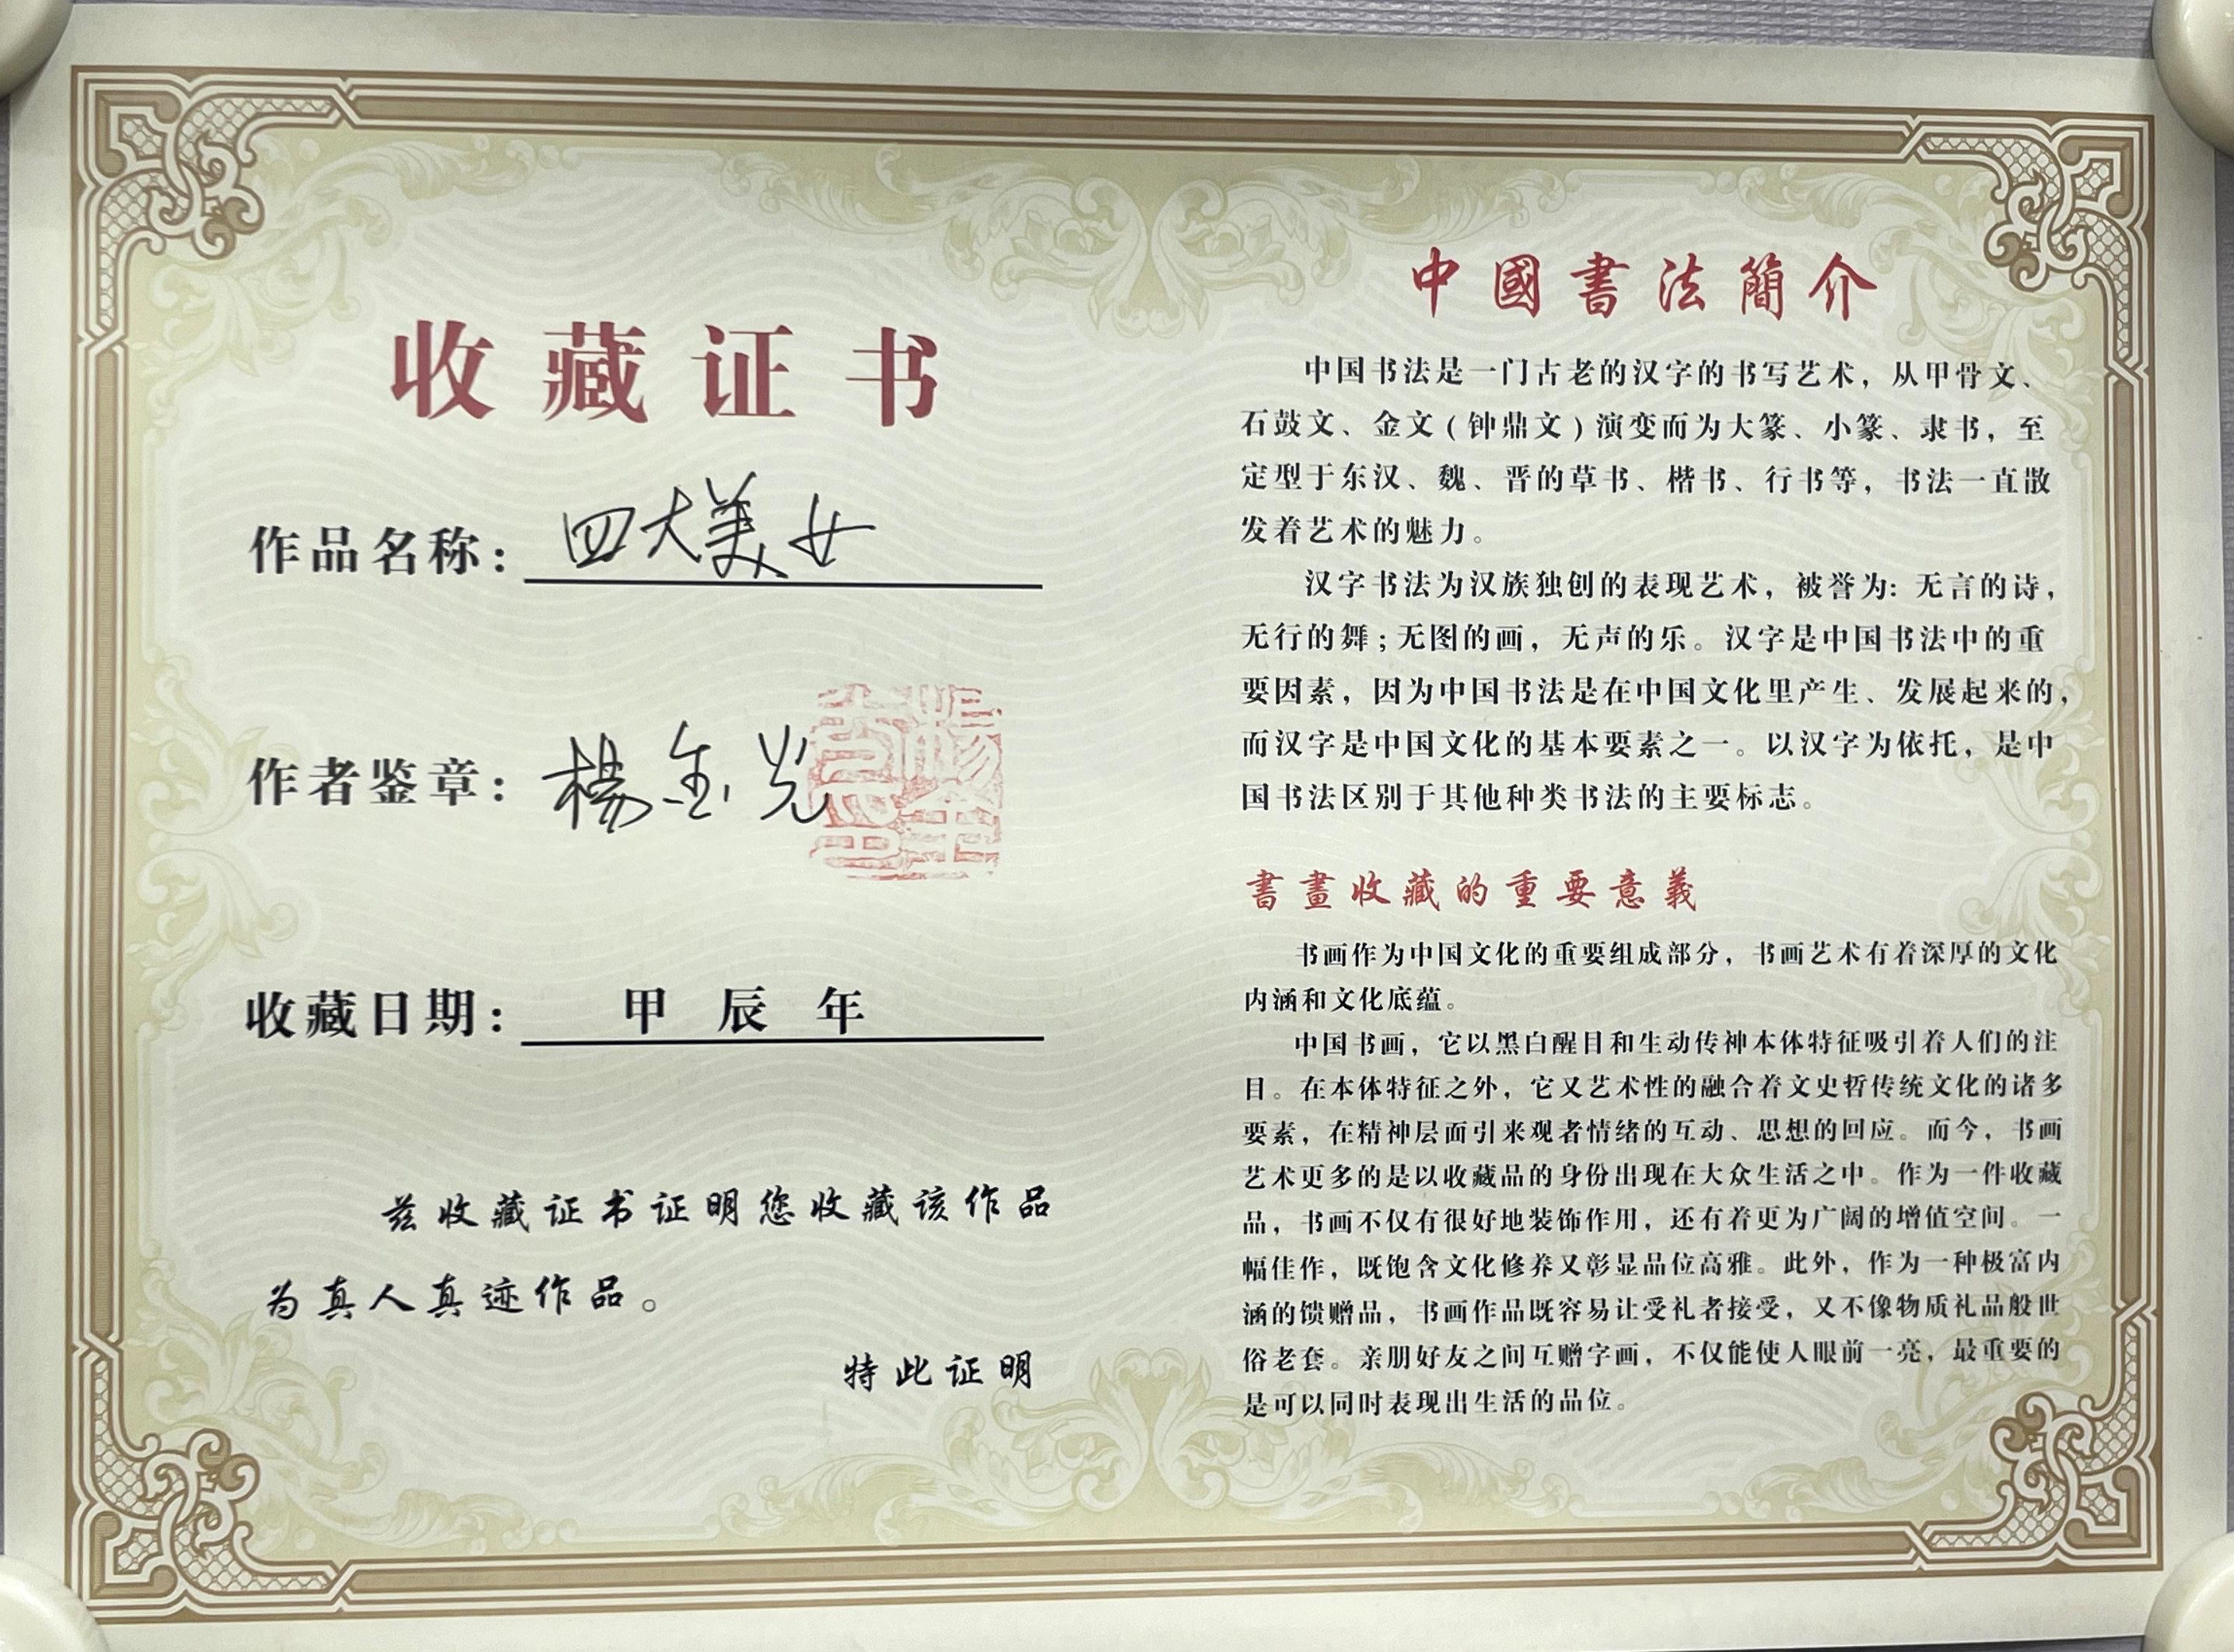 收藏证书
作品名称：四大美女
作者鉴章：楊金光
收藏日期：甲辰年
兹收藏证书证明您收藏该作品
为真人真迹作品。
特此证明
中國書法簡介
中国书法是一门古老的汉字的书写艺术，从甲骨文、
石鼓文、金文（钟鼎文）演变而为大篆、小篆、隶书，至
定型于东汉、魏、晋的草书、楷书、行书等，书法一直散
发着艺术的魅力。
汉字书法为汉族独创的表现艺术，被誉为：无言的诗，
无行的舞；无图的画，无声的乐。汉字是中国书法中的重
要因素，因为中国书法是在中国文化里产生、发展起来的，
而汉字是中国文化的基本要素之一。以汉字为依托，是中
国书法区别于其他种类书法的主要标志。
書畫收藏的重要意義
书画作为中国文化的重要组成部分，书画艺术有着深厚的文化
内涵和文化底蕴。
中国书画，它以黑白醒目和生动传神本体特征吸引着人们的注
目。在本体特征之外，它又艺术性的融合着文史哲传统文化的诸多
要素，在精神层面引来观者情绪的互动、思想的回应。而今，书画
艺术更多的是以收藏品的身份出现在大众生活之中。作为一件收藏
品，书画不仅有很好地装饰作用，还有着更为广阔的增值空间。一
幅佳作，既饱含文化修养又彰显品位高雅。此外，作为一种极富内
涵的馈赠品，书画作品既容易让受礼者接受，又不像物质礼品般世
俗老套。亲朋好友之间互赠字画，不仅能使人眼前一亮，最重要的
是可以同时表现出生活的品位。